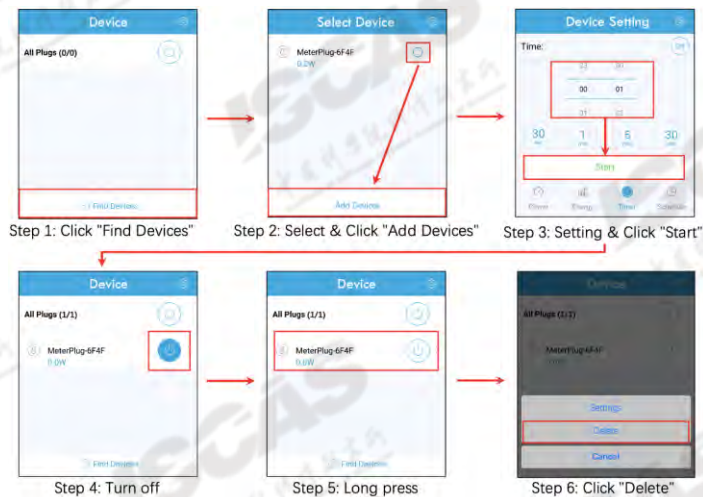 Device
All Plugs (0/0)
Find Devices
Step 1: Click "Find Devices"
Select Device
MeterPlug-6F4F
0.2W
Add Devices
Step 2: Select & Click "Add Devices"
Device Setting
Time:
Off
00 01
30 1 5 30
Start
Energy Timer Schedule
Step 3: Setting & Click "Start"
Device
All Plugs (1/1)
MeterPlug-6F4F
0.0W
Find Devices
Step 4: Turn off
Device
All Plugs (1/1)
MeterPlug-6F4F
0.0W
Find Devices
Step 5: Long press
Device
All Plugs (1/1)
MeterPlug-6F4F
Settings
Delete
Cancel
Step 6: Click "Delete"
ISCAS